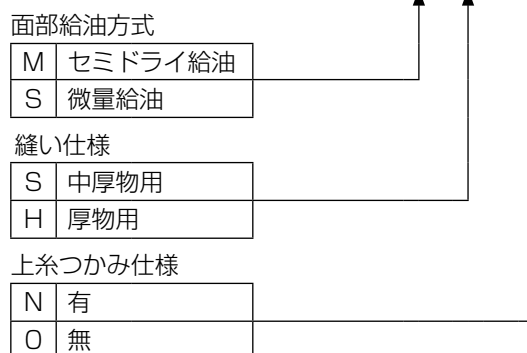 面部給油方式
M セミドライ給油
S 微量給油
縫い仕様
S 中厚物用
H 厚物用
上糸つかみ仕様
N 有
0 無